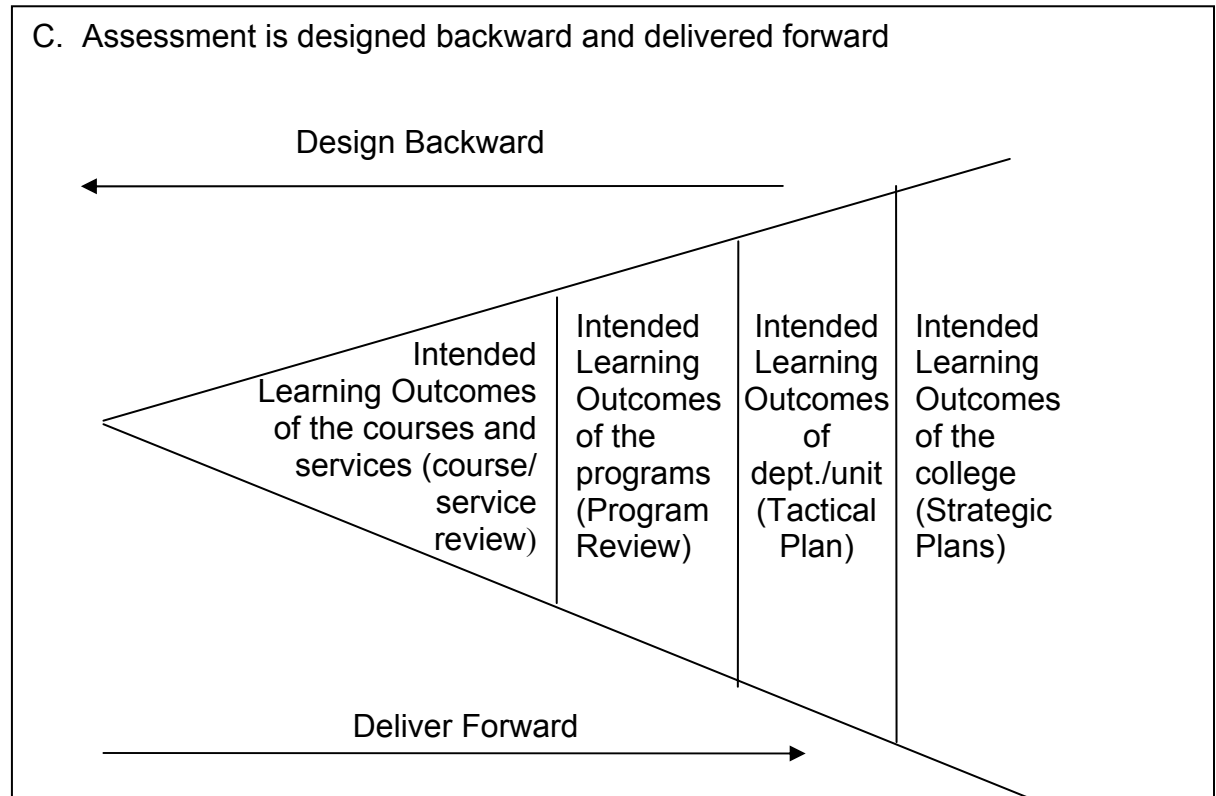 C. Assessment is designed backward and delivered forward
Design Backward
Intended
Learning Outcomes
of the courses and
services (course/
service
review)
Intended
Learning
Outcomes
of the
programs
(Program
Review)
Intended
Learning
Outcomes
of
dept./unit
(Tactical
Plan)
Intended
Learning
Outcomes
of the
college
(Strategic
Plans)
Deliver Forward